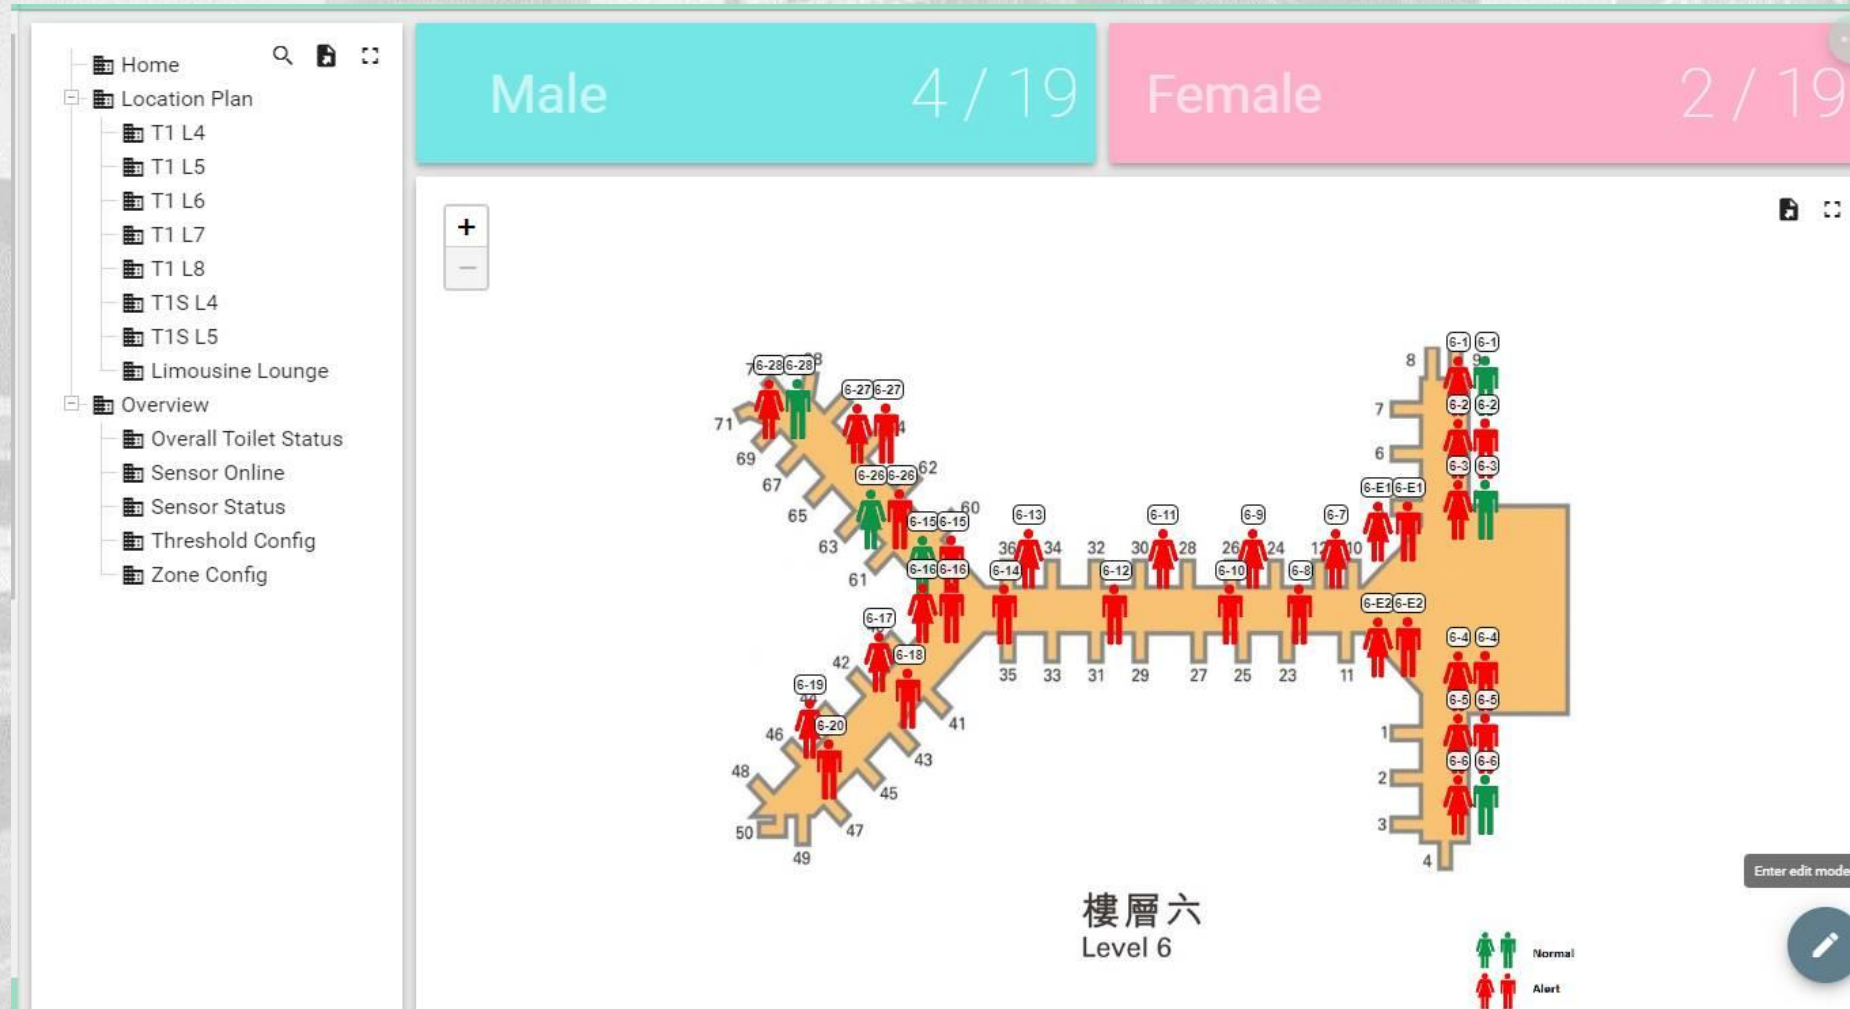 Home
Location Plan
T1 L4
T1 L5
T1 L6
T1 L7
T1 L8
T1S L4
T1S L5
Limousine Lounge
Overview
Overall Toilet Status
Sensor Online
Sensor Status
Threshold Config
Zone Config
Male 4 / 19
Female 2 / 19
+
−
6-28 6-28
6-27 6-27
71
69
67
65
63
61
6-26 6-26
62
60
6-15 6-15
6-16 6-16
6-17
6-18
6-19
6-20
42
46
48
50
49
47
45
43
41
6-13
6-11
6-9
6-7
36 34 32 30 28 26 24 12 10
6-14
6-12
6-10
6-8
35 33 31 29 27 25 23 11
6-E1 6-E1
6-E2 6-E2
8
7
6
6-1 6-1
6-2 6-2
6-3 6-3
6-4 6-4
6-5 6-5
6-6 6-6
1
2
3
4
樓層六
Level 6
Enter edit mode
Normal
Alert